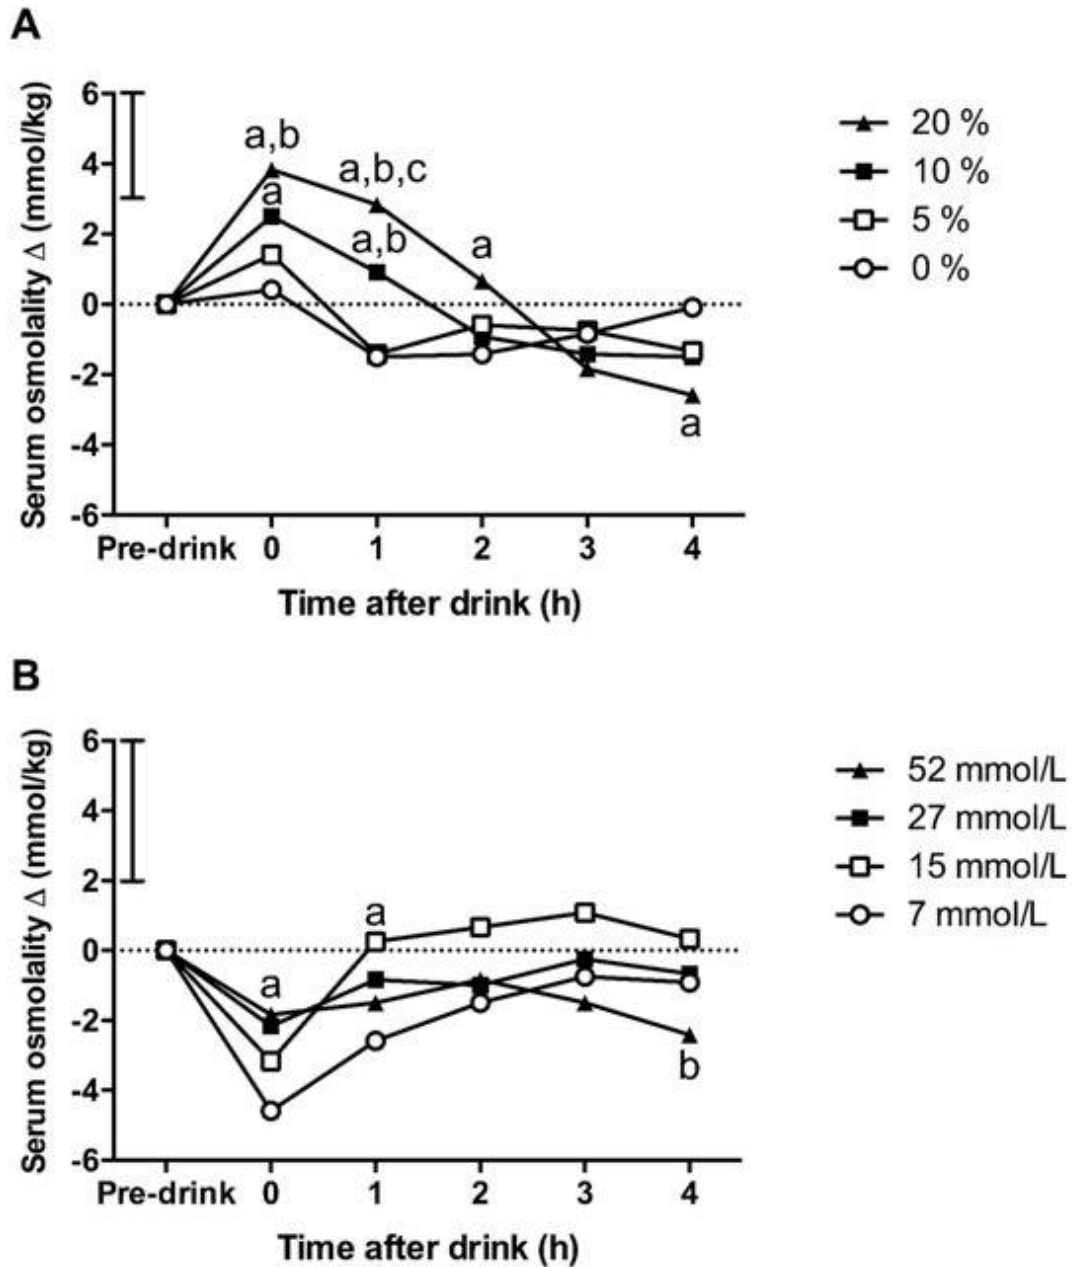 A
Serum osmolality Δ (mmol/kg)
6
4
2
0
-2
-4
-6
a,b
a
a,b,c
a,b
a
a
Pre-drink 0 1 2 3 4
Time after drink (h)
20 %
10 %
5 %
0 %
B
Serum osmolality Δ (mmol/kg)
6
4
2
0
-2
-4
-6
a
a
b
Pre-drink 0 1 2 3 4
Time after drink (h)
52 mmol/L
27 mmol/L
15 mmol/L
7 mmol/L